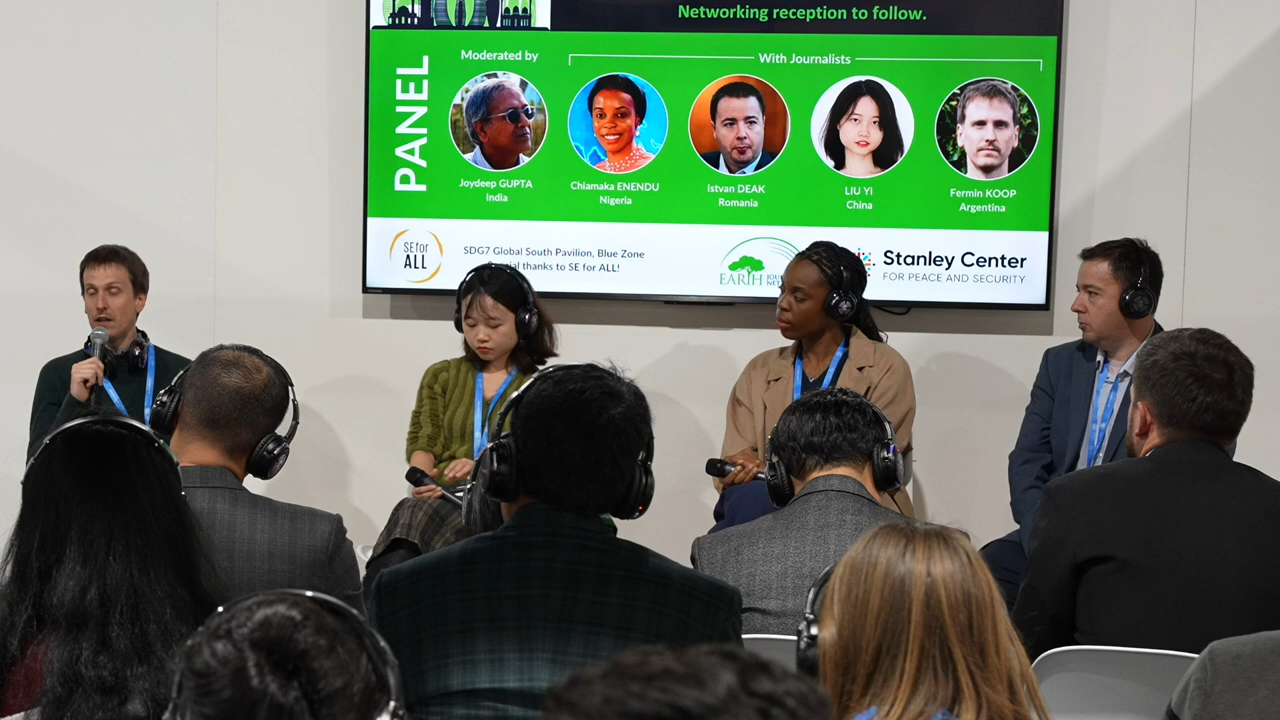 Networking reception to follow.
PANEL
Moderated by
With Journalists
Joydeep GUPTA
India
Chiamaka ENENDU
Nigeria
Istvan DEAK
Romania
LIU YI
China
Fermin KOOP
Argentina
SEfor
ALL
SDG7 Global South Pavilion, Blue Zone
thanks to SE for ALL!
EARTH
Stanley Center
FOR PEACE AND SECURITY